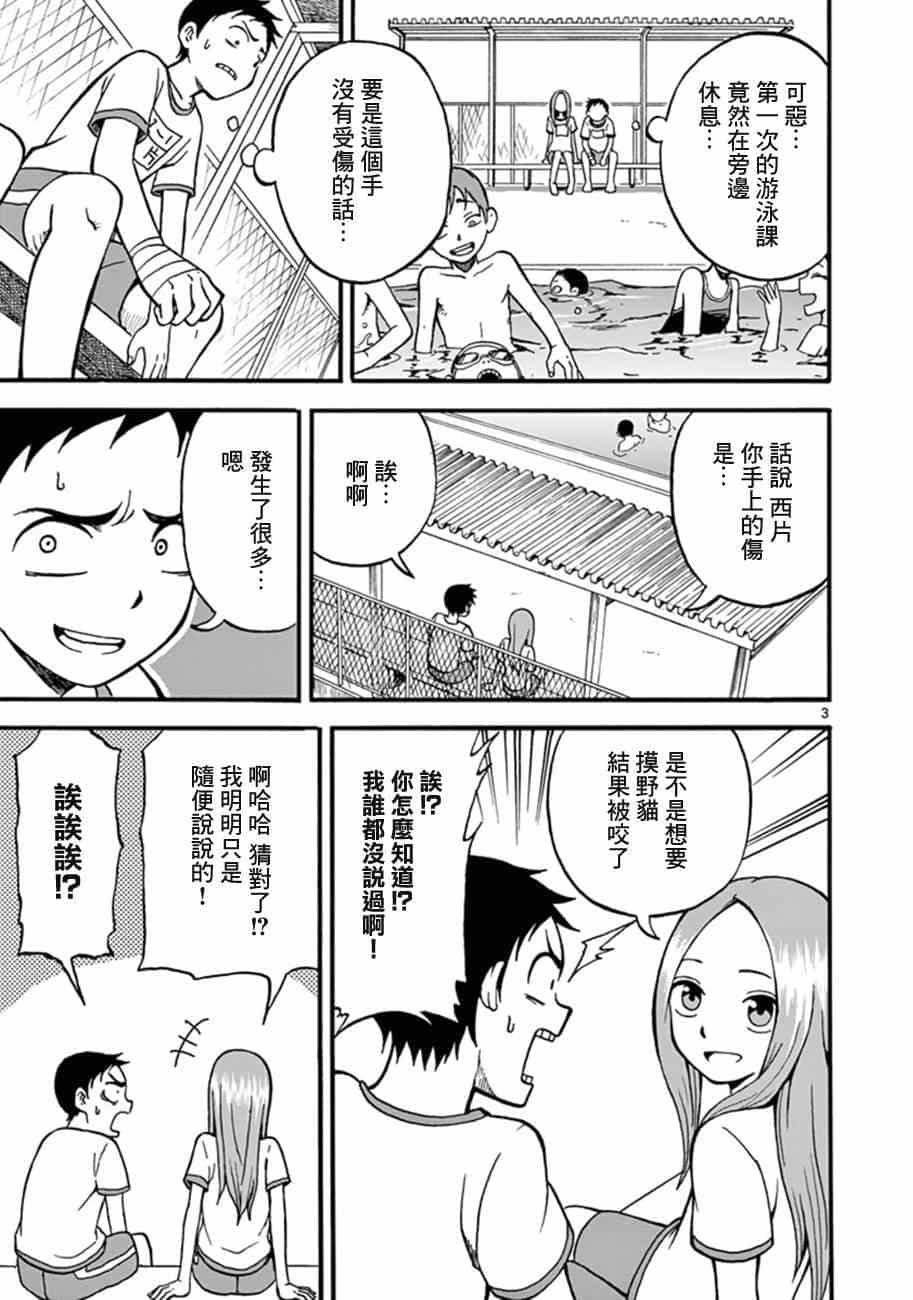 可惡…
第一次的游泳課
竟然在旁邊
休息…
要是這個手
沒有受傷的話…
話說 西片
你手上的傷
是…
誒…
啊啊
發生了很多…
嗯
3
是不是想要
摸野貓
結果被咬了
誒!?
你怎麼知道!?
我誰都沒説過啊！
啊哈哈 猜對了!?
我明明只是
隨便說說的！
誒誒誒!?